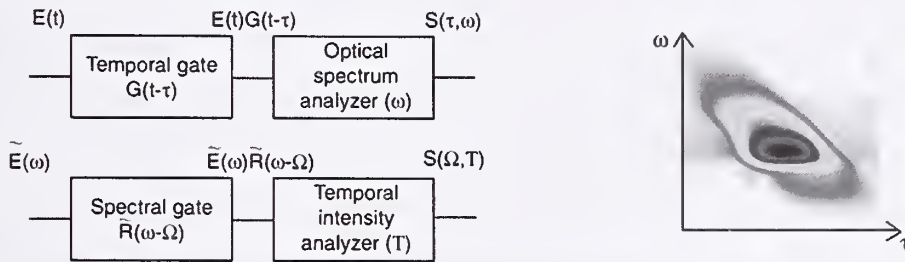 E(t)
E(t)G(t-τ)
S(τ,ω)
Temporal gate
G(t-τ)
Optical
spectrum
analyzer (ω)
Ẽ(ω)
Ẽ(ω)R̃(ω-Ω)
S(Ω,T)
Spectral gate
R̃(ω-Ω)
Temporal
intensity
analyzer (T)
ω
τ